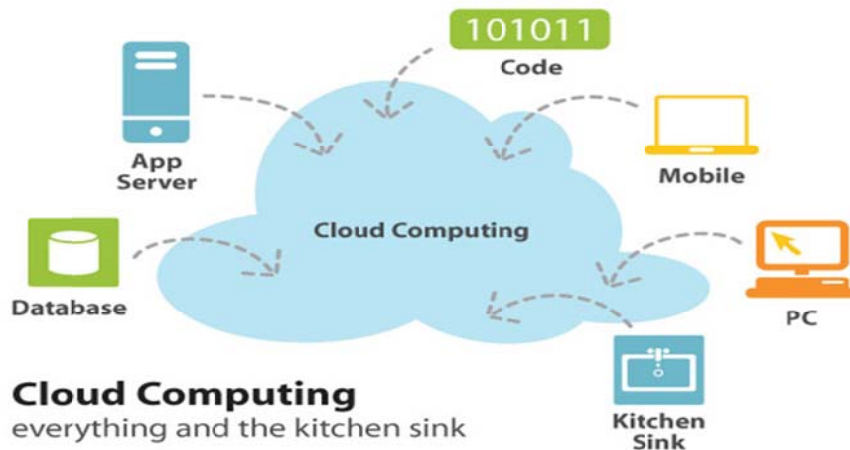 101011
Code
App
Server
Mobile
Cloud Computing
Database
PC
Cloud Computing
everything and the kitchen sink
Kitchen
Sink